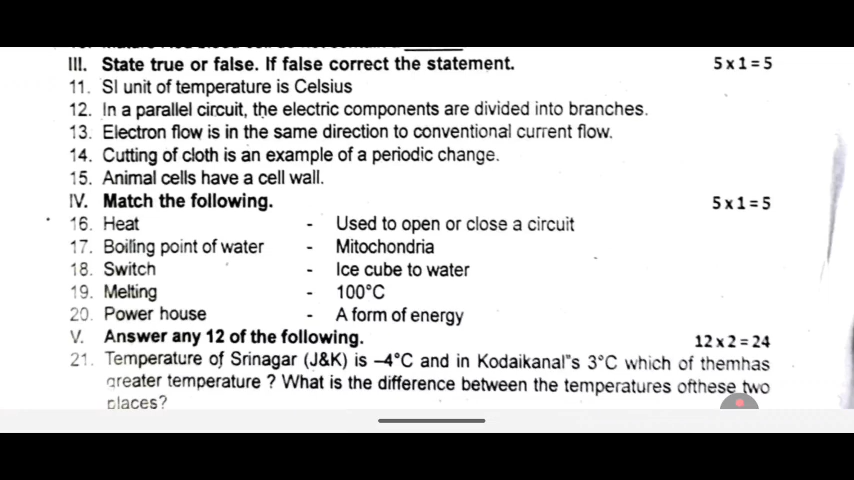 III. State true or false. If false correct the statement. 5 x 1 = 5
11. SI unit of temperature is Celsius
12. In a parallel circuit, the electric components are divided into branches.
13. Electron flow is in the same direction to conventional current flow.
14. Cutting of cloth is an example of a periodic change.
15. Animal cells have a cell wall.
IV. Match the following. 5 x 1 = 5
16. Heat - Used to open or close a circuit
17. Boiling point of water - Mitochondria
18. Switch - Ice cube to water
19. Melting - 100°C
20. Power house - A form of energy
V. Answer any 12 of the following. 12 x 2 = 24
21. Temperature of Srinagar (J&K) is –4°C and in Kodaikanal"s 3°C which of themhas
greater temperature ? What is the difference between the temperatures ofthese two
places?